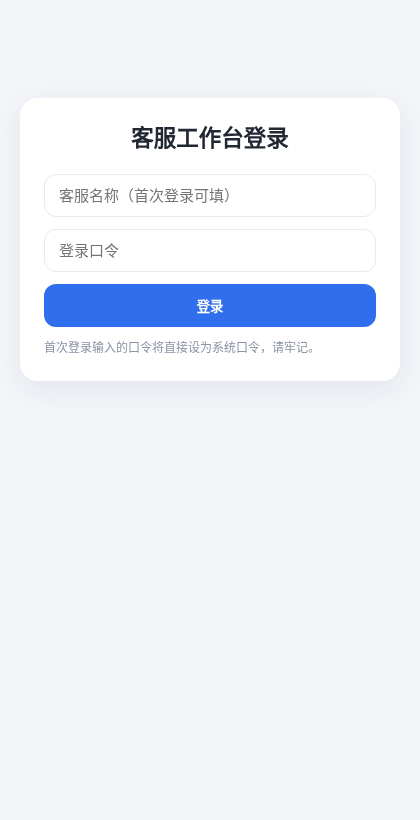 客服工作台登录
客服名称（首次登录可填）
登录口令
登录
首次登录输入的口令将直接设为系统口令，请牢记。